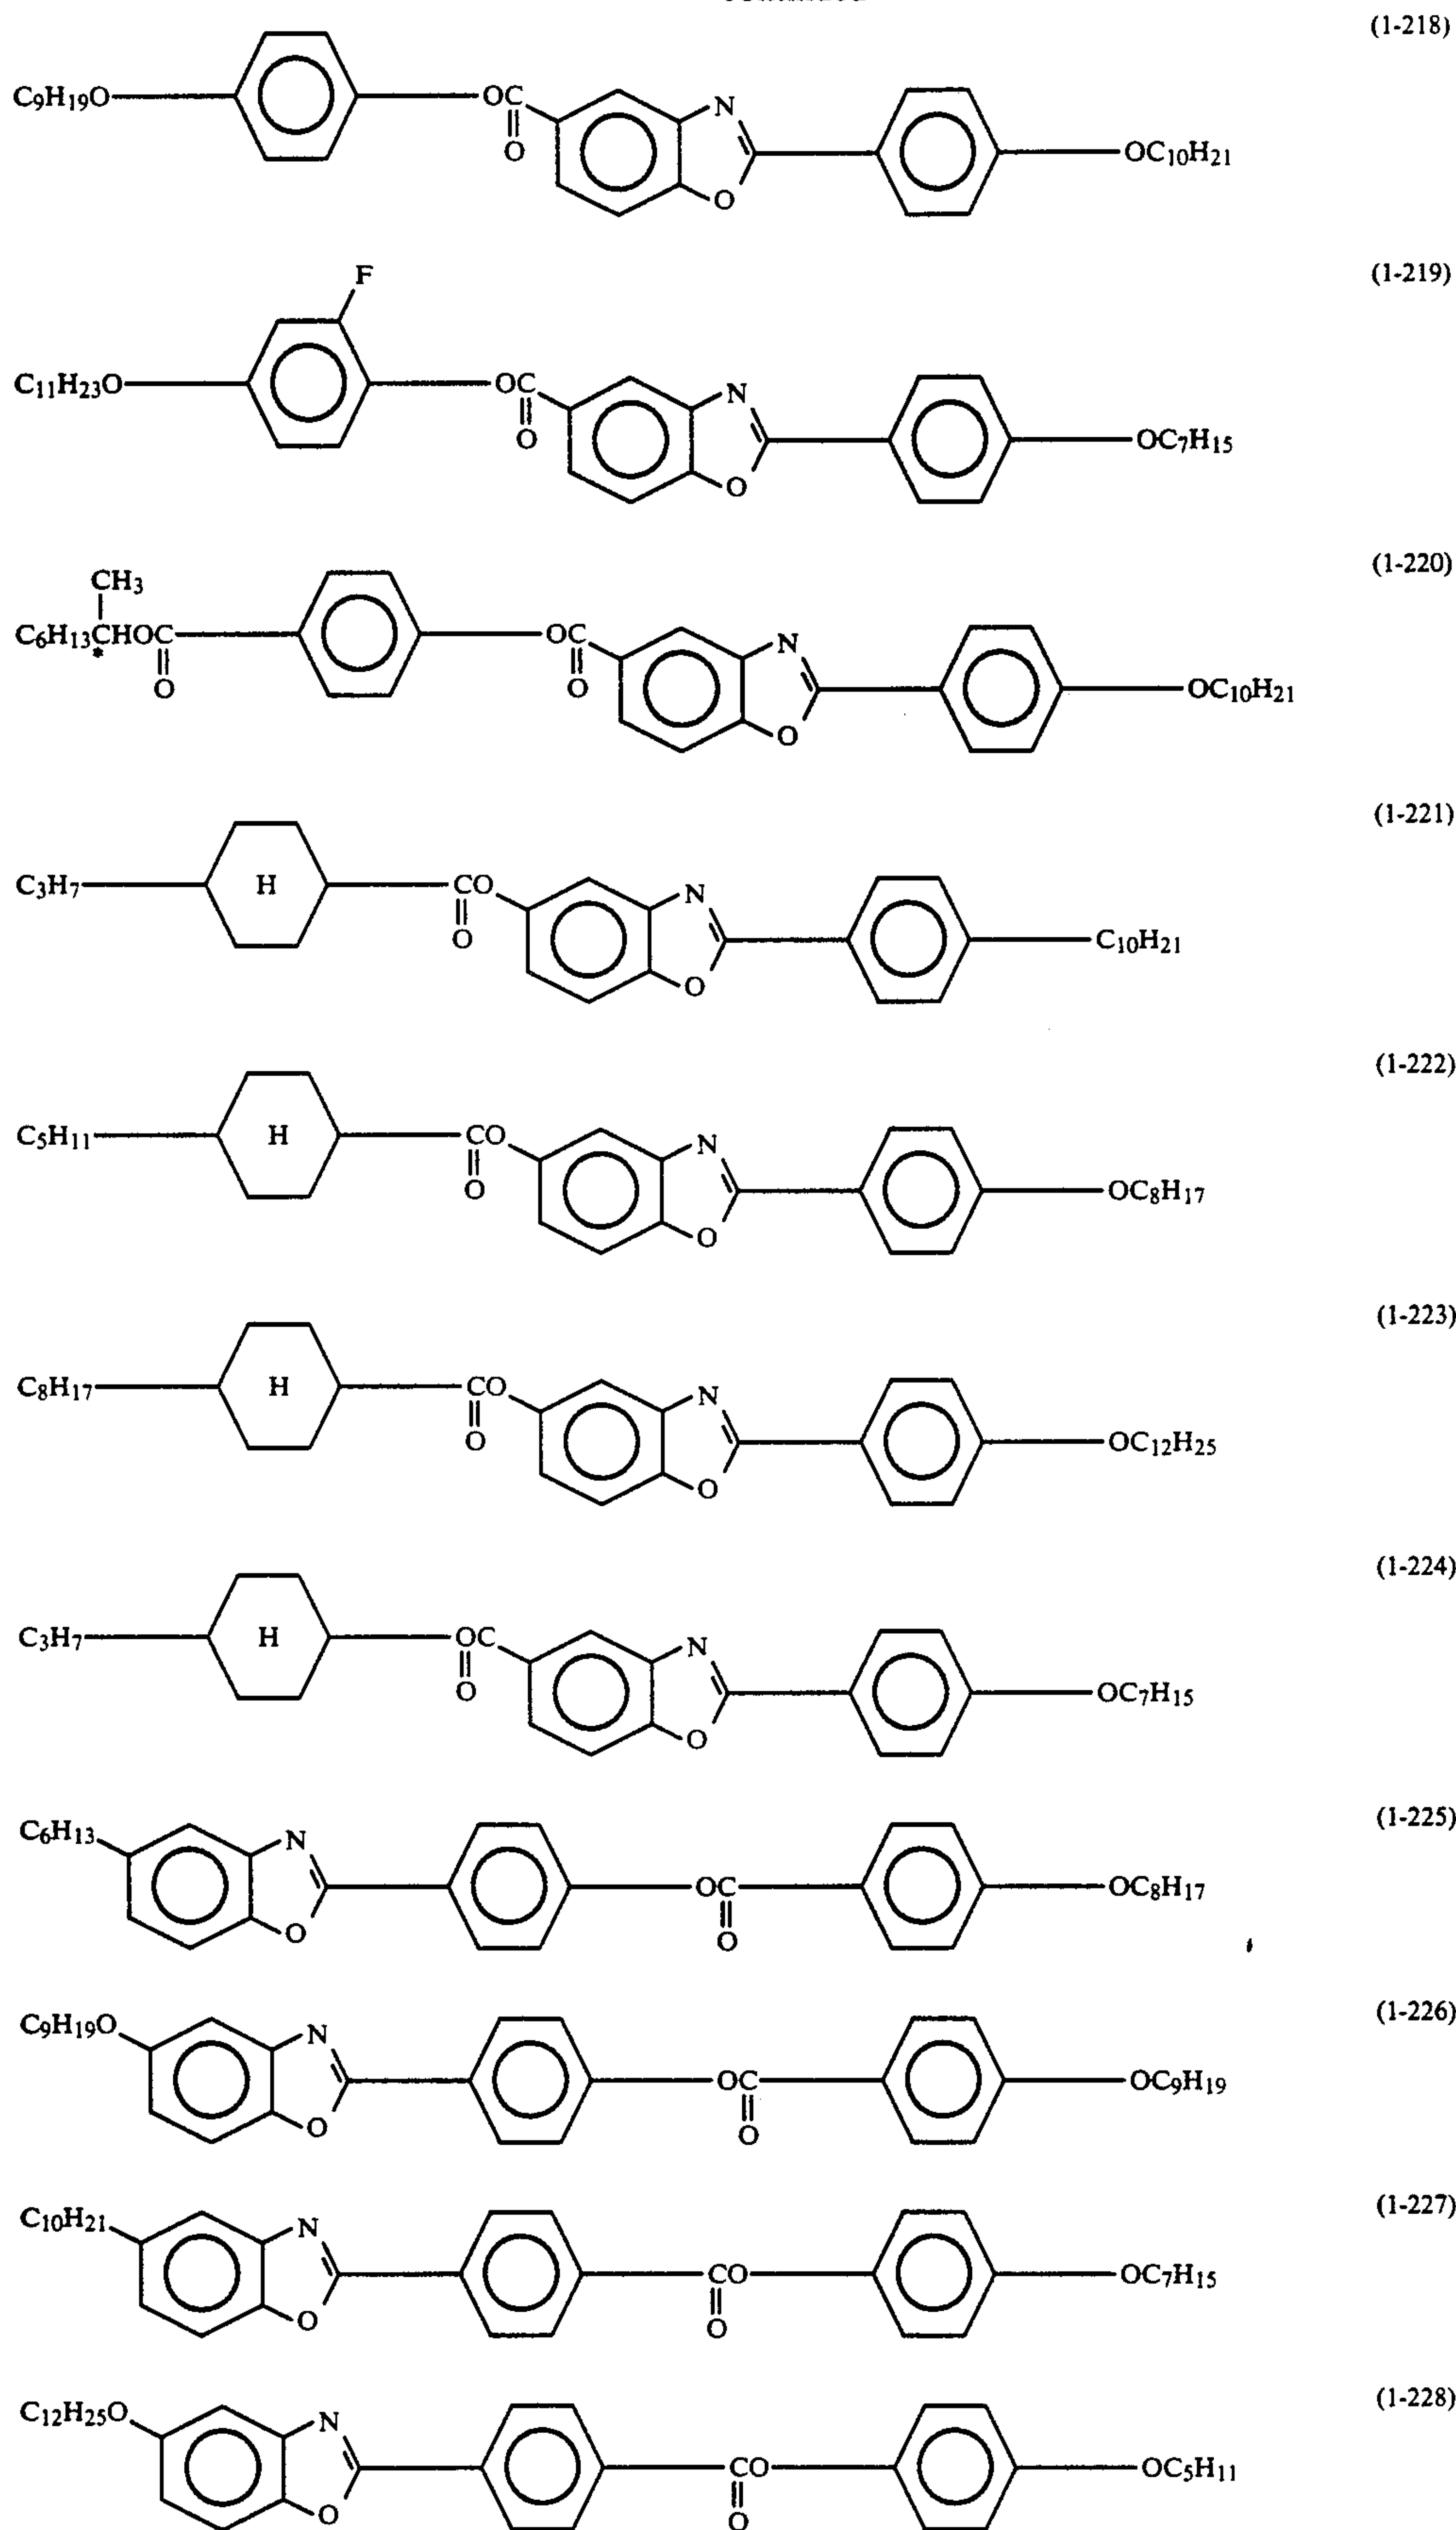 (1-218)
C9H19O OC O N O OC10H21
(1-219)
F
C11H23O OC O N O OC7H15
(1-220)
CH3
C6H13CHOC * O OC O N O OC10H21
(1-221)
C3H7 H CO O N O C10H21
(1-222)
C5H11 H CO O N O OC8H17
(1-223)
C8H17 H CO O N O OC12H25
(1-224)
C3H7 H OC O N O OC7H15
(1-225)
C6H13 N O OC O OC8H17
(1-226)
C9H19O N O OC O OC9H19
(1-227)
C10H21 N O CO O OC7H15
(1-228)
C12H25O N O CO O OC5H11